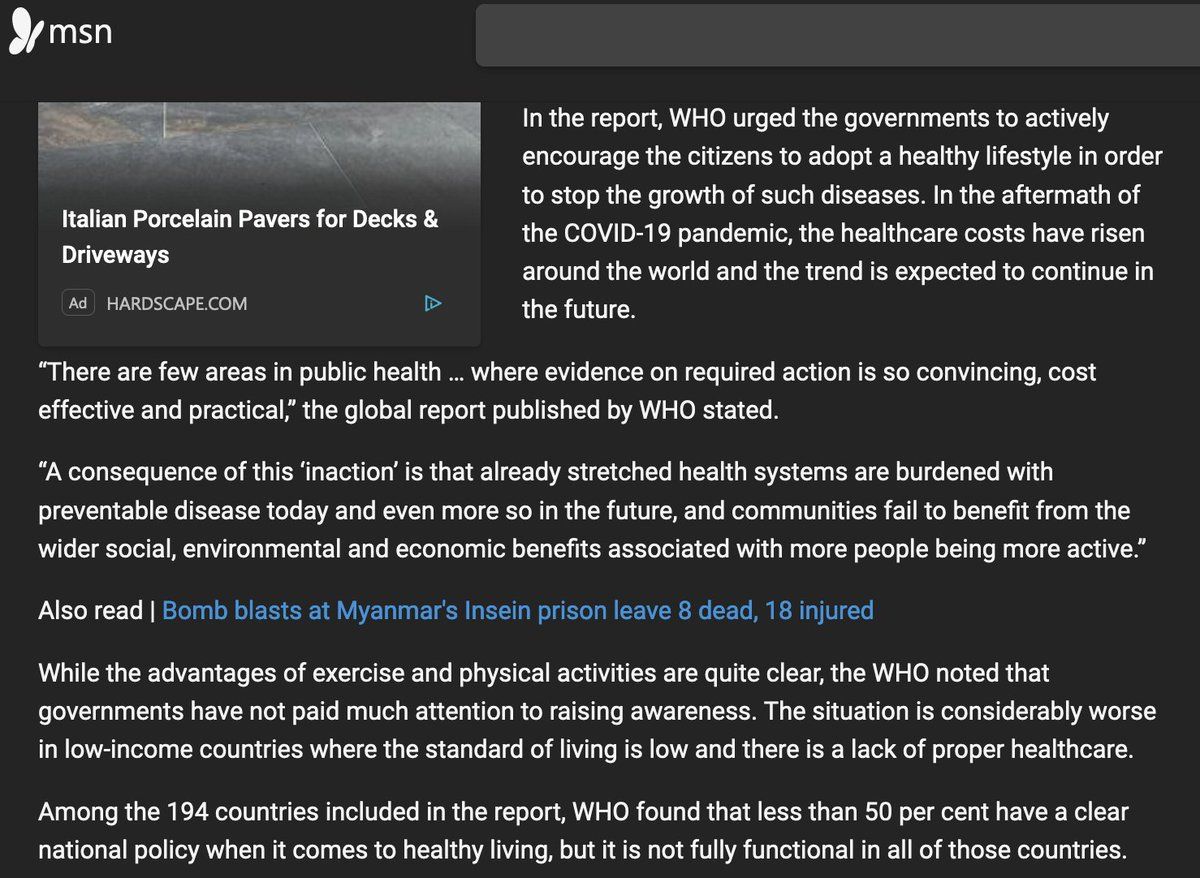 msn
Italian Porcelain Pavers for Decks &
Driveways
Ad HARDSCAPE.COM
In the report, WHO urged the governments to actively
encourage the citizens to adopt a healthy lifestyle in order
to stop the growth of such diseases. In the aftermath of
the COVID-19 pandemic, the healthcare costs have risen
around the world and the trend is expected to continue in
the future.
“There are few areas in public health … where evidence on required action is so convincing, cost
effective and practical,” the global report published by WHO stated.
“A consequence of this ‘inaction’ is that already stretched health systems are burdened with
preventable disease today and even more so in the future, and communities fail to benefit from the
wider social, environmental and economic benefits associated with more people being more active.”
Also read | Bomb blasts at Myanmar's Insein prison leave 8 dead, 18 injured
While the advantages of exercise and physical activities are quite clear, the WHO noted that
governments have not paid much attention to raising awareness. The situation is considerably worse
in low-income countries where the standard of living is low and there is a lack of proper healthcare.
Among the 194 countries included in the report, WHO found that less than 50 per cent have a clear
national policy when it comes to healthy living, but it is not fully functional in all of those countries.